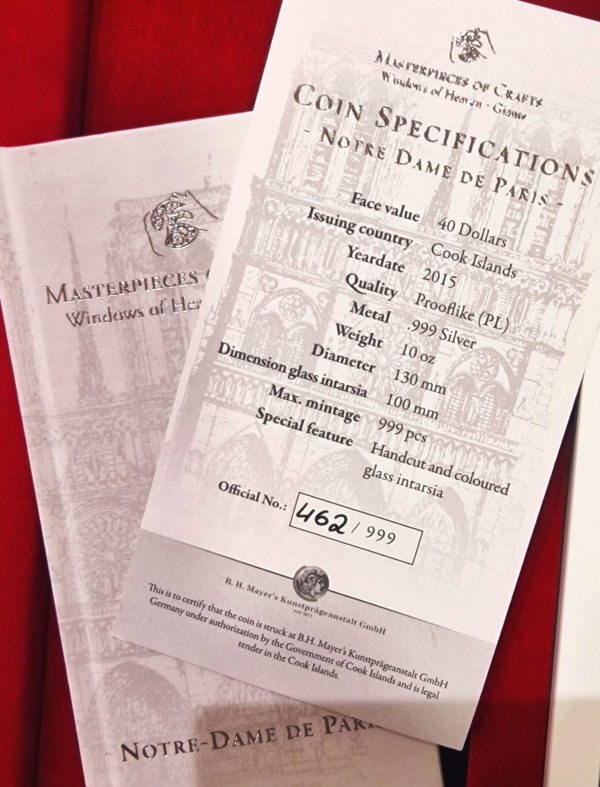 MASTERPIECES OF CRAFTS
Windows of Heaven - Giants
COIN SPECIFICATIONS
- NOTRE DAME DE PARIS -
Face value 40 Dollars
Issuing country Cook Islands
Yeardate 2015
Quality Prooflike (PL)
Metal .999 Silver
Weight 10 oz
Diameter 130 mm
Dimension glass intarsia 100 mm
Max. mintage 999 pcs
Special feature Handcut and coloured
glass intarsia
Official No.: 462 / 999
B. H. Mayer's Kunstprägeanstalt GmbH
seit 1871
This is to certify that the coin is struck at B.H. Mayer's Kunstprägeanstalt GmbH
Germany under authorization by the Government of Cook Islands and is legal
tender in the Cook Islands.
MASTERPIECES
Windows of Hea
- NOTRE-DAME DE PAR